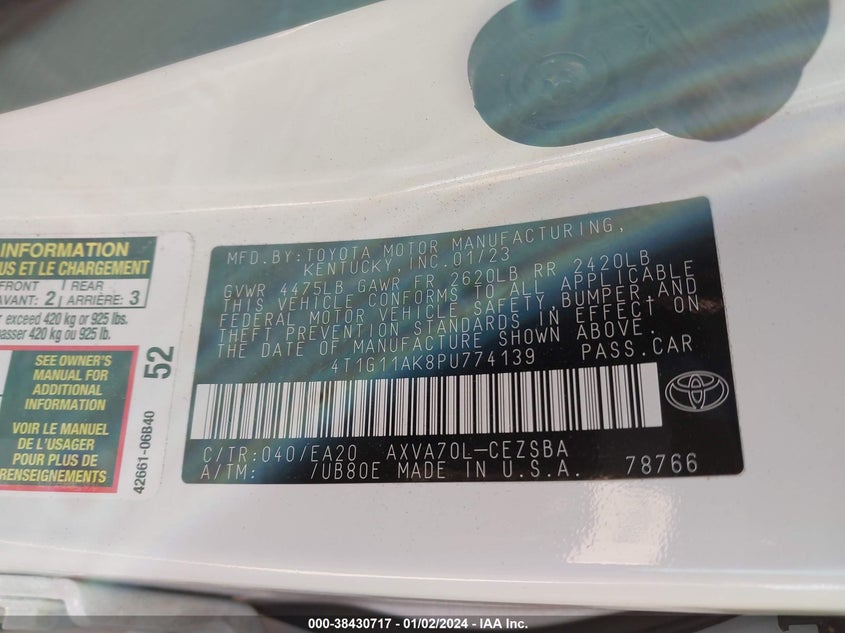 INFORMATION
US ET LE CHARGEMENT
FRONT
AVANT: 2
REAR
ARRIÈRE: 3
r exceed 420 kg or 925 lbs.
passer 420 kg ou 925 lb.
SEE OWNER'S
MANUAL FOR
ADDITIONAL
INFORMATION
VOIR LE MANUEL
DE L'USAGER
POUR PLUS DE
RENSEIGNEMENTS
52
42661-06B40
MFD.BY:TOYOTA MOTOR MANUFACTURING,
KENTUCKY,INC.01/23
GVWR 4475LB GAWR FR 2620LB RR 2420LB
THIS VEHICLE CONFORMS TO ALL APPLICABLE
FEDERAL MOTOR VEHICLE SAFETY,BUMPER,AND
THEFT PREVENTION STANDARDS IN EFFECT ON
THE DATE OF MANUFACTURE SHOWN ABOVE.
4T1G11AK8PU774139 PASS.CAR
C/TR:040/EA20 AXVA70L-CEZSBA
A/TM: /UB80E MADE IN U.S.A. 78766
000-38430717 - 01/02/2024 - IAA Inc.